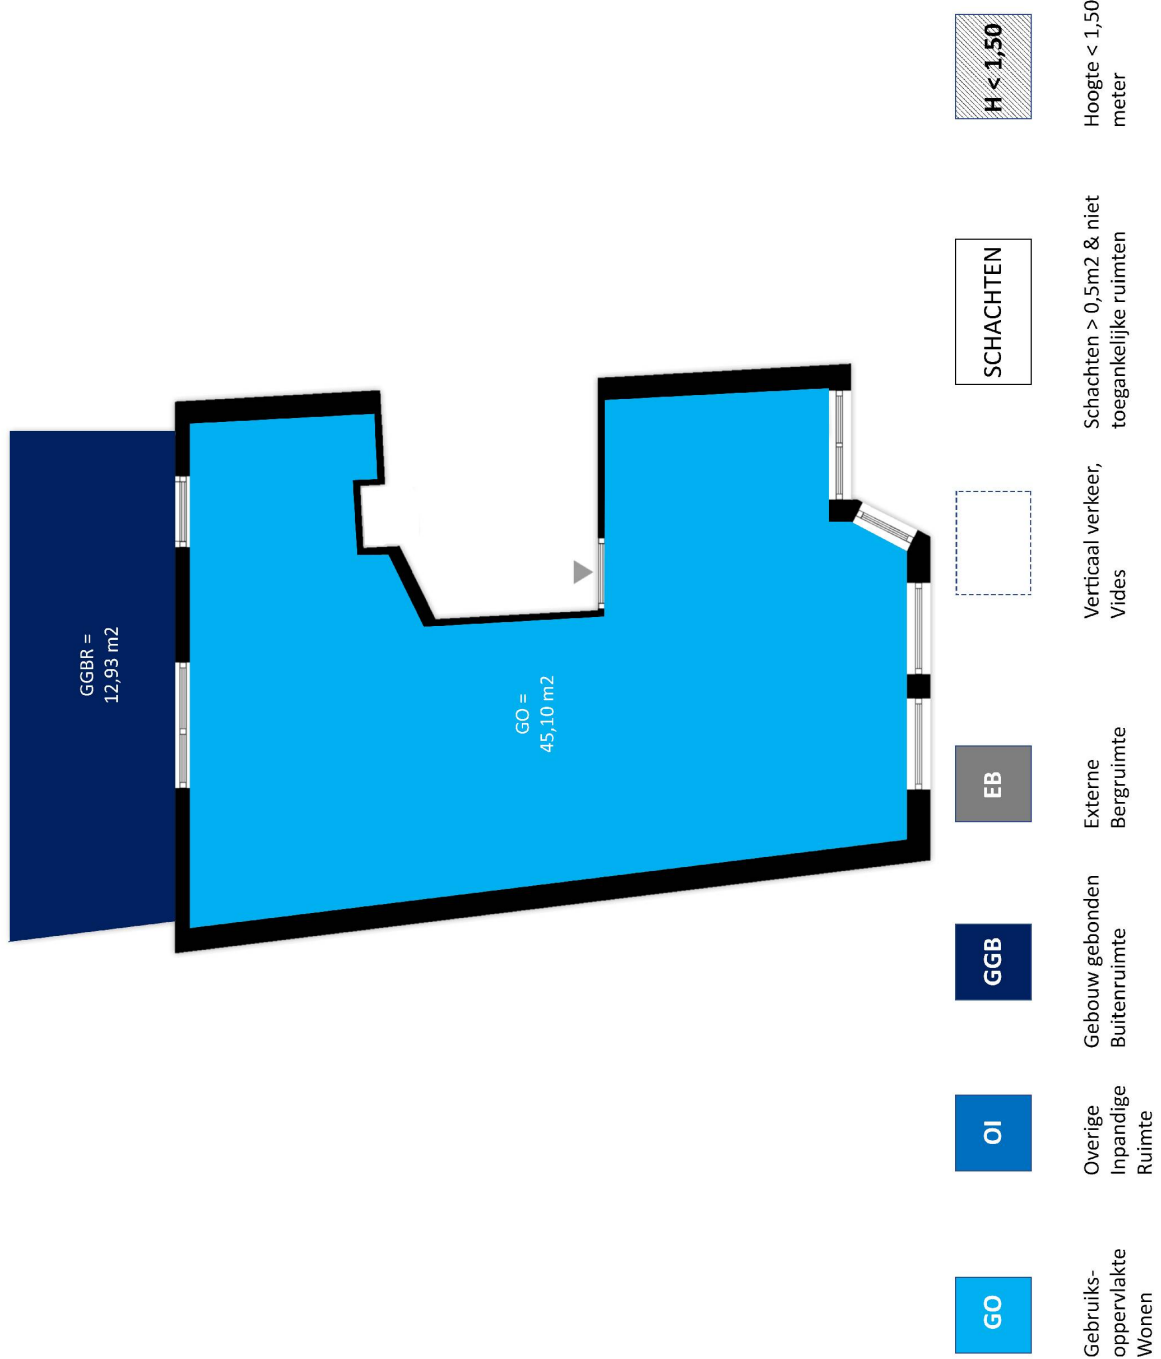 GGBR =
12,93 m2
GO =
45,10 m2
GO
Gebruiks-
oppervlakte
Wonen
OI
Overige
Inpandige
Ruimte
GGB
Gebouw gebonden
Buitenruimte
EB
Externe
Bergruimte
Verticaal verkeer,
Vides
SCHACHTEN
Schachten > 0,5m2 & niet
toegankelijke ruimten
H < 1,50
Hoogte < 1,50
meter